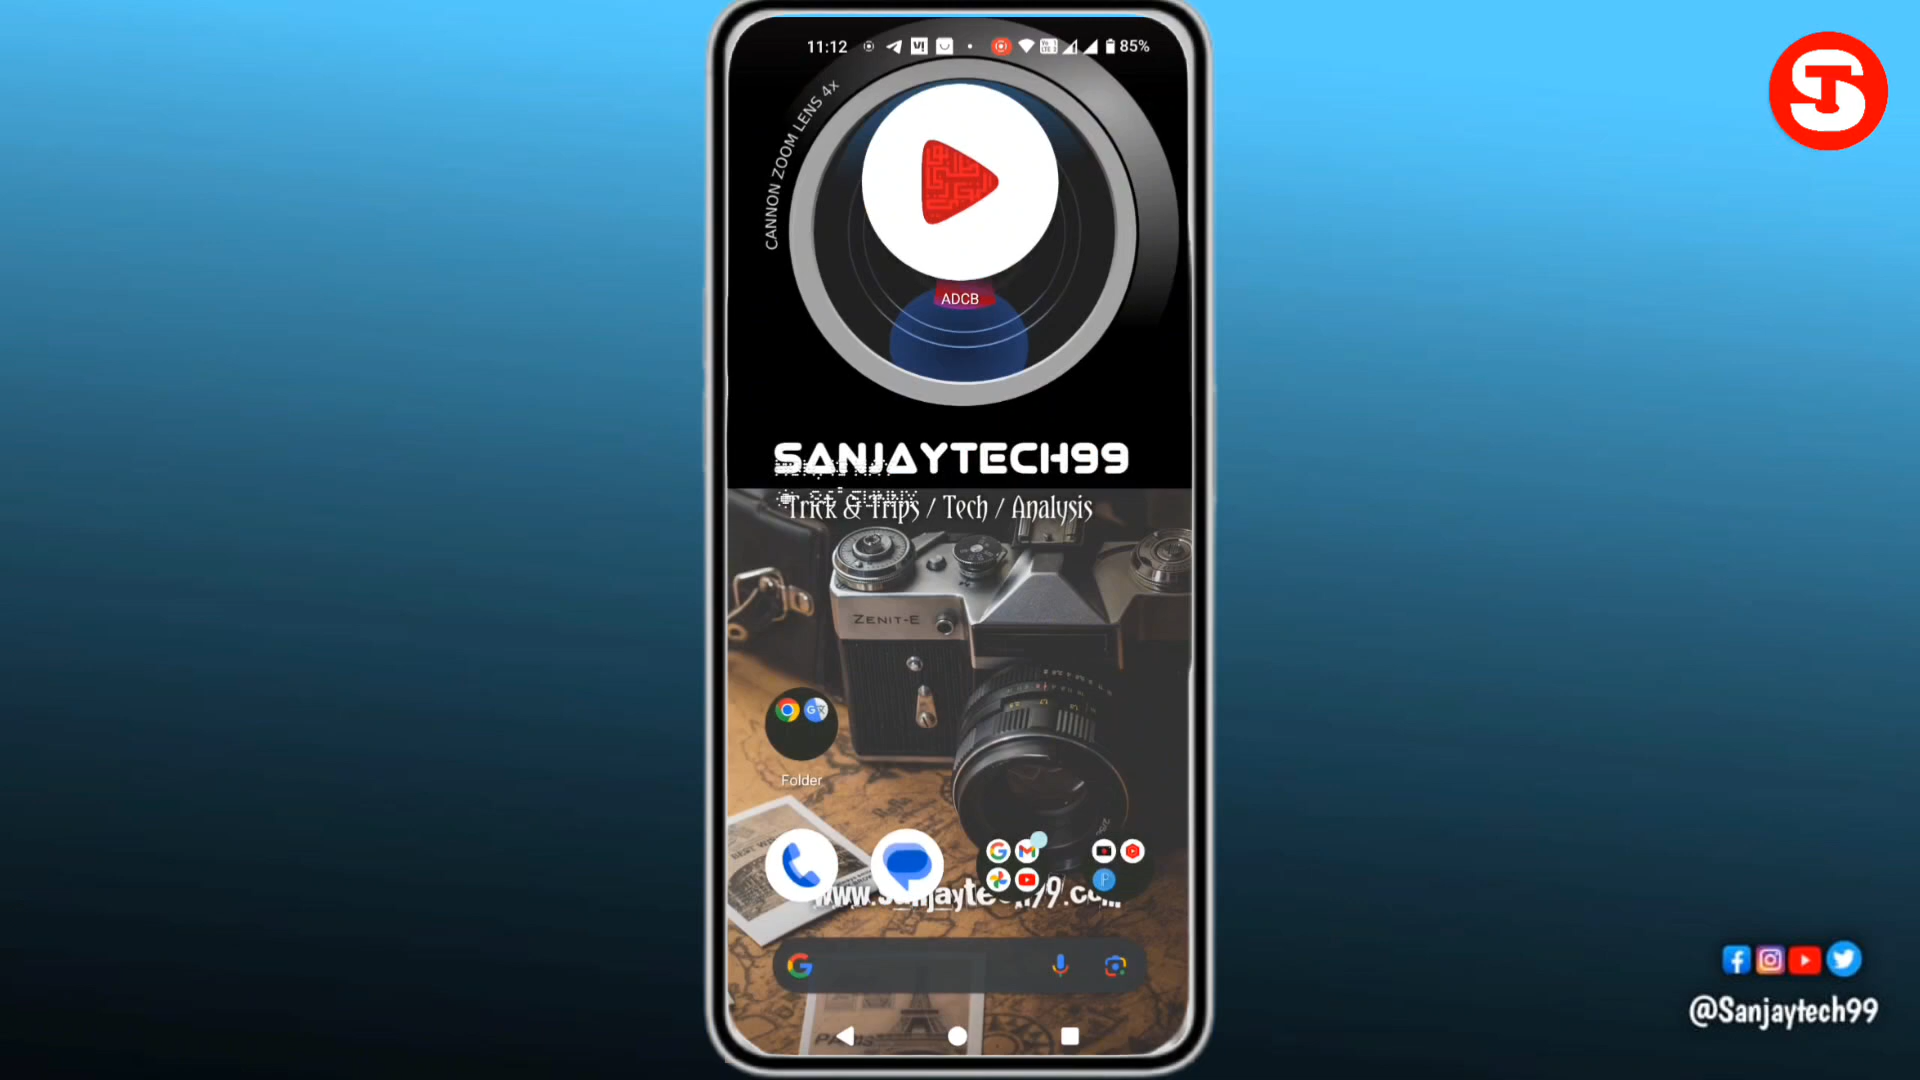 11:12
85%
CANNON ZOOM LENS 4x
ADCB
SANJAYTECH99
Trick & Trips / Tech / Analysis
ZENIT-E
Folder
@Sanjaytech99